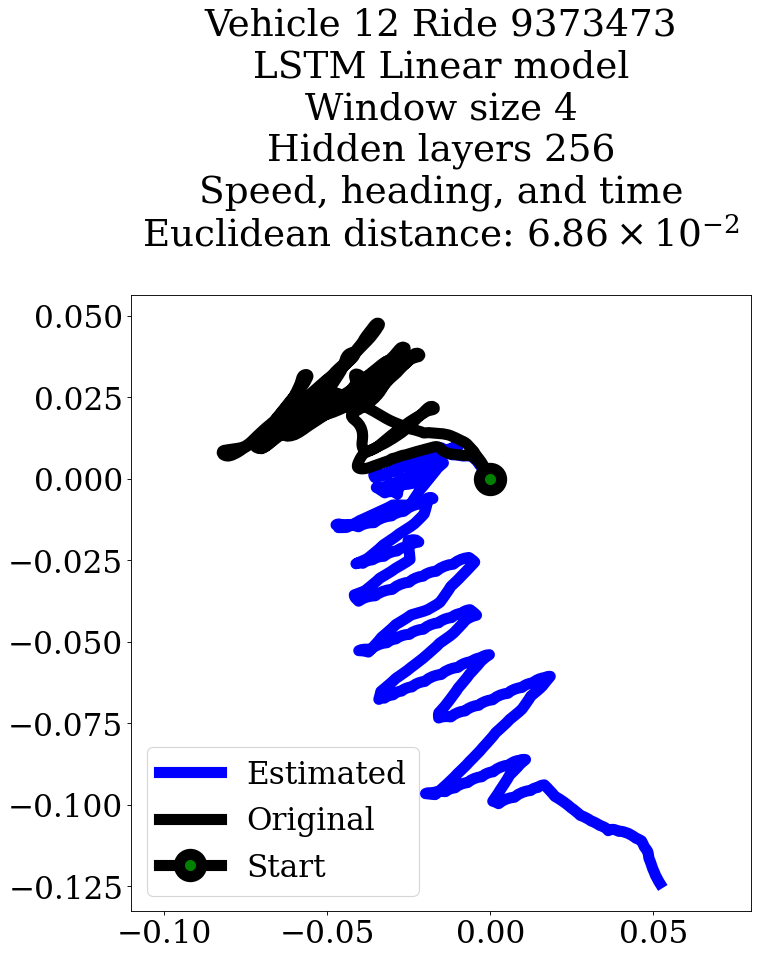 Vehicle 12 Ride 9373473
LSTM Linear model
Window size 4
Hidden layers 256
Speed, heading, and time
Euclidean distance: 6.86 × 10⁻²
0.050
0.025
0.000
−0.025
−0.050
−0.075
−0.100
−0.125
Estimated
Original
Start
−0.10 −0.05 0.00 0.05